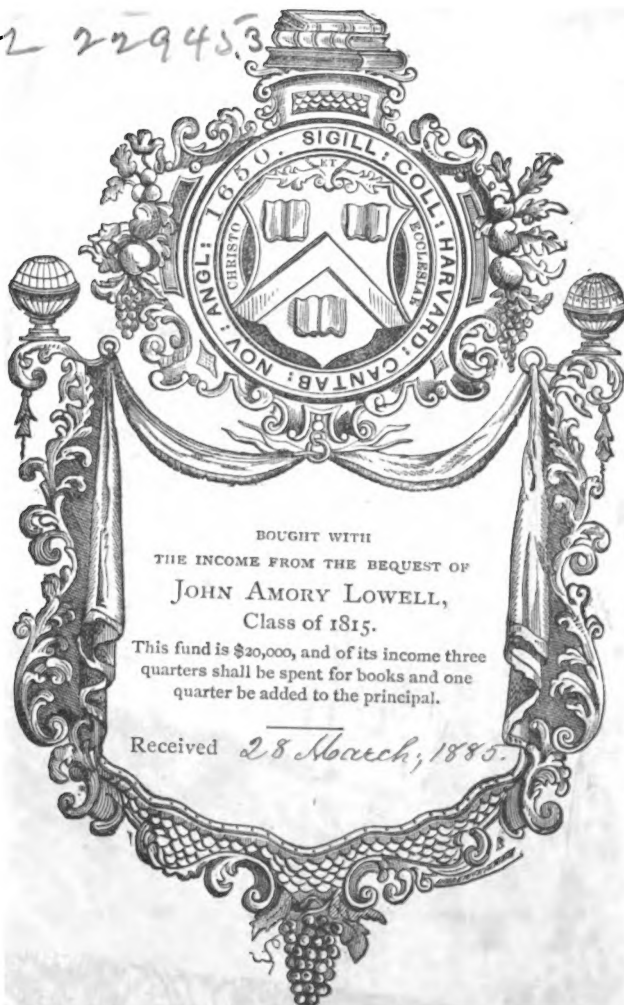 2 22945.3
SIGILL: COLL: HARVARD: CANTAB: NOV: ANGL: 1650.
ET
CHRISTO
ECCLESIAE
BOUGHT WITH
THE INCOME FROM THE BEQUEST OF
JOHN AMORY LOWELL,
Class of 1815.
This fund is $20,000, and of its income three
quarters shall be spent for books and one
quarter be added to the principal.
Received 28 March, 1885.